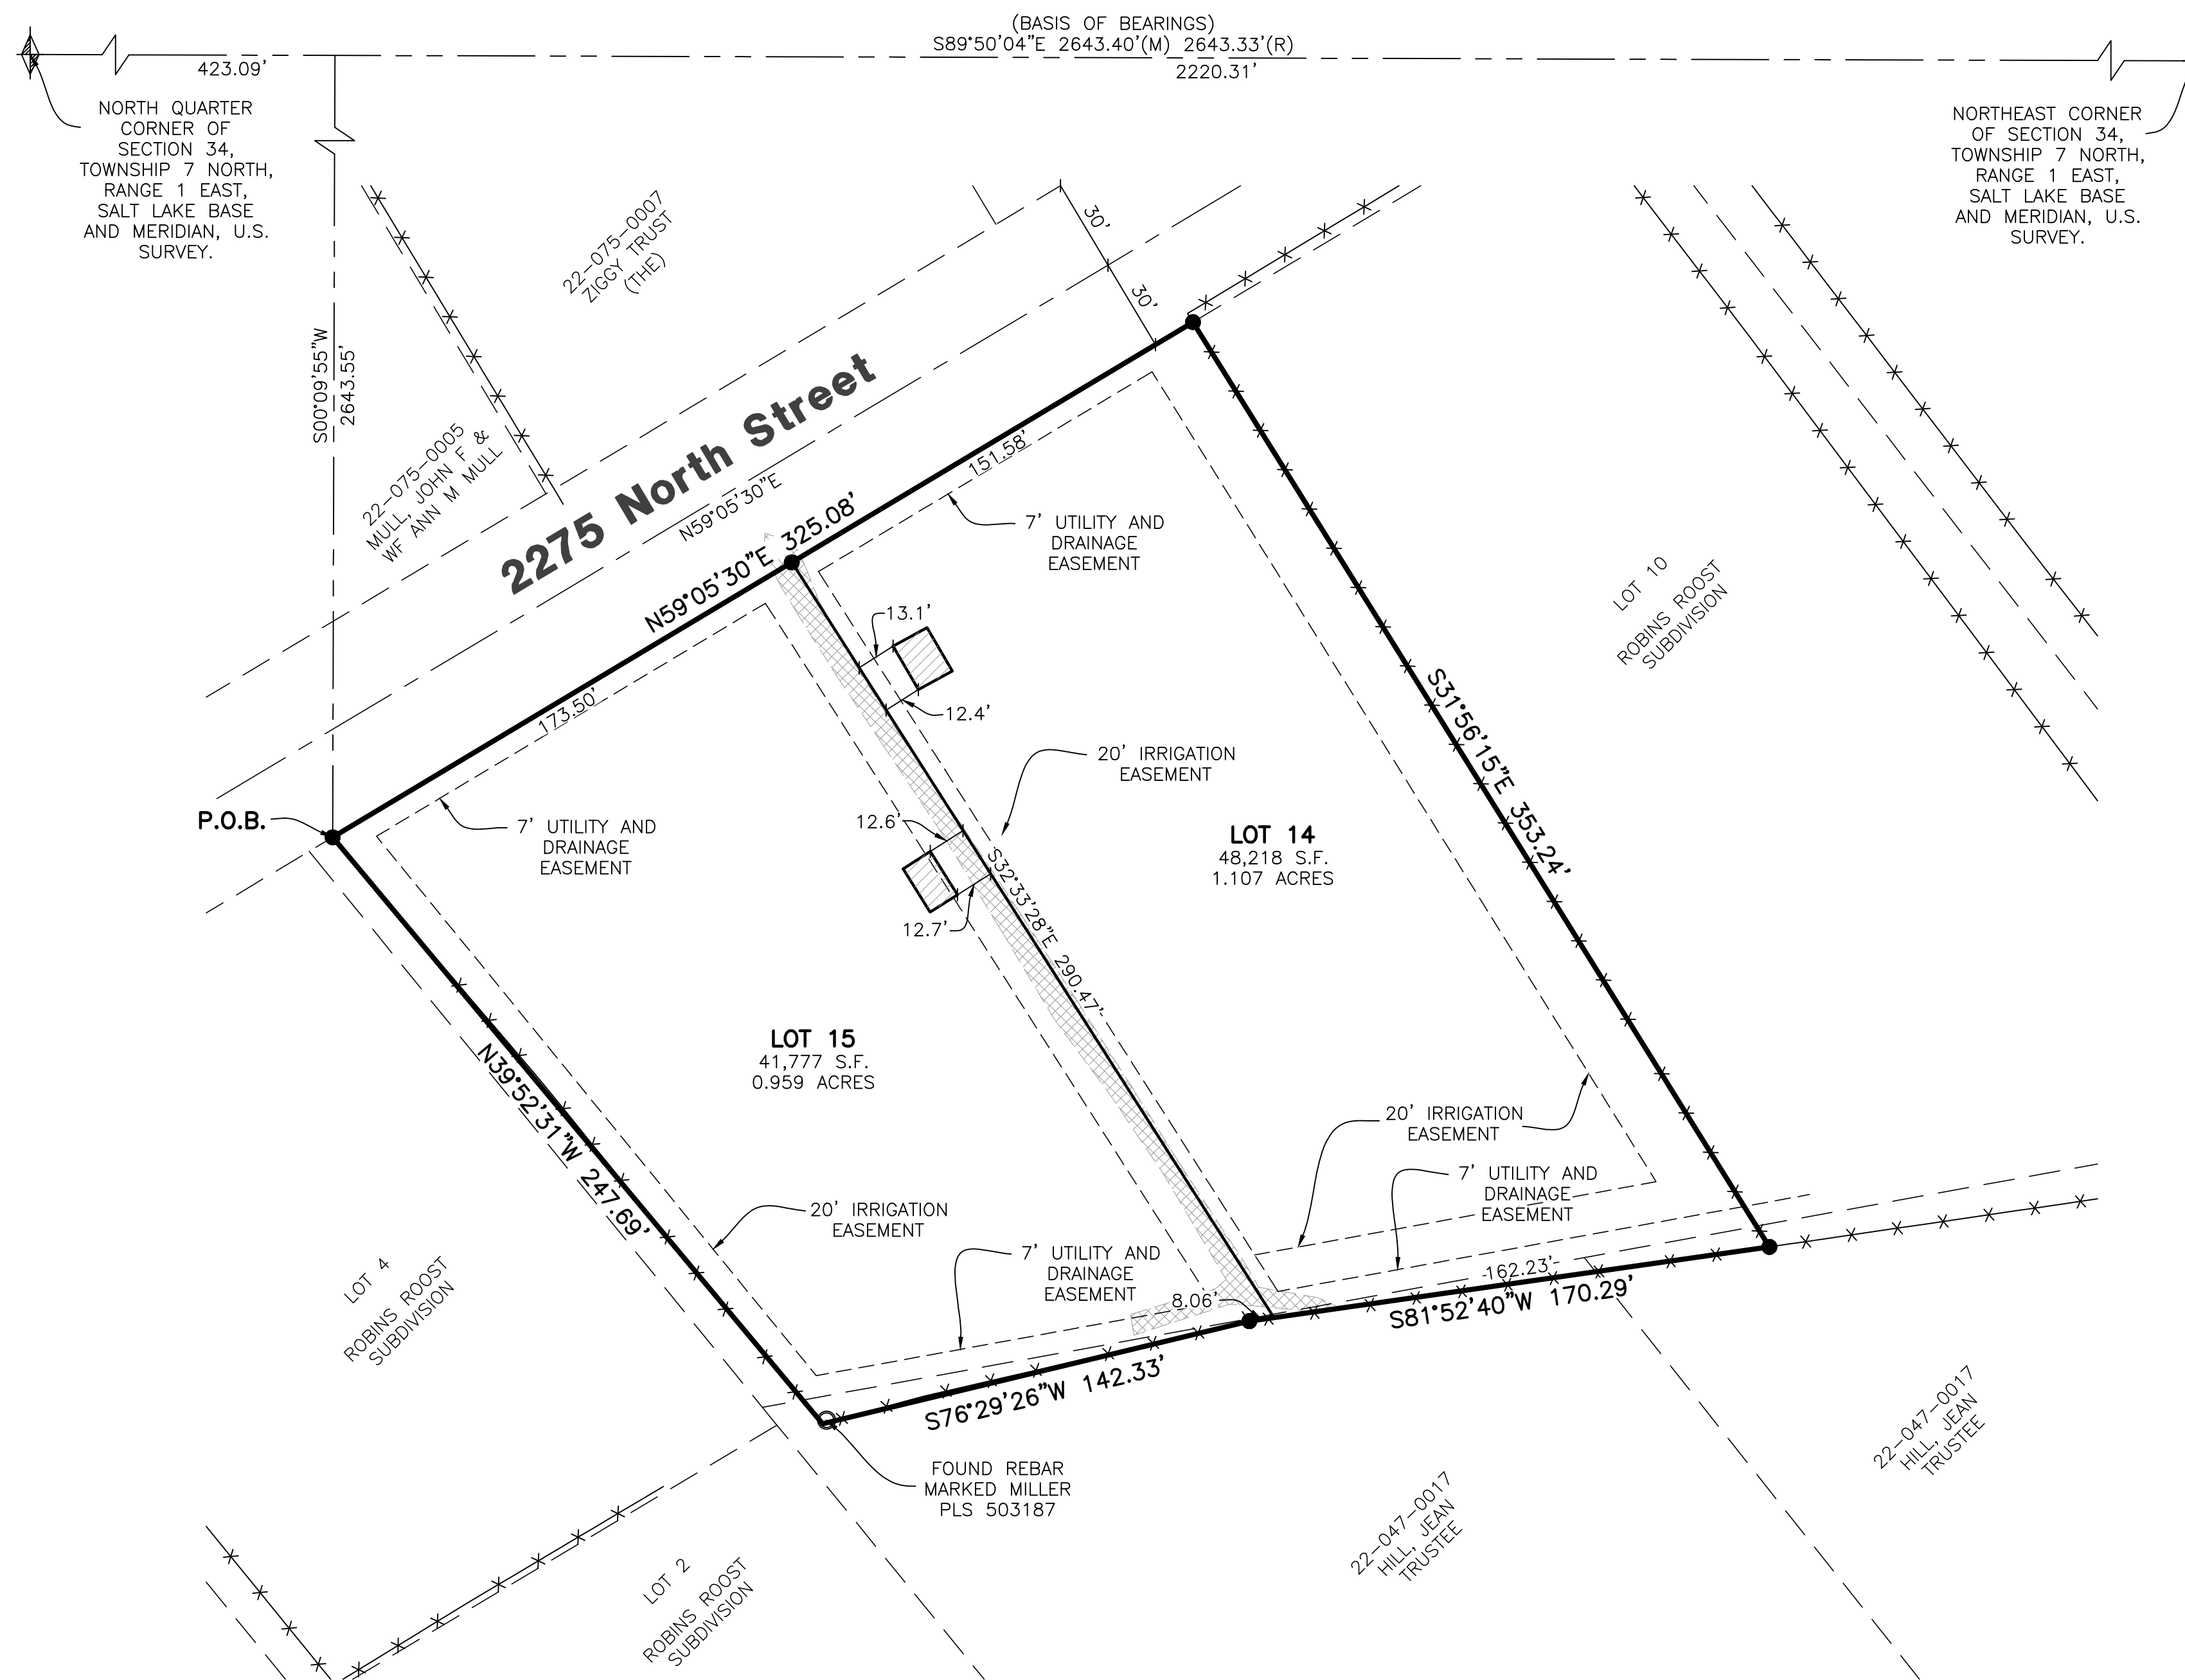 (BASIS OF BEARINGS)
S89°50'04"E 2643.40'(M) 2643.33'(R)
423.09'
2220.31'
NORTH QUARTER
CORNER OF
SECTION 34,
TOWNSHIP 7 NORTH,
RANGE 1 EAST,
SALT LAKE BASE
AND MERIDIAN, U.S.
SURVEY.
NORTHEAST CORNER
OF SECTION 34,
TOWNSHIP 7 NORTH,
RANGE 1 EAST,
SALT LAKE BASE
AND MERIDIAN, U.S.
SURVEY.
S00°09'55"W
2643.55'
22-075-0007
ZIGGY TRUST
(THE)
30'
30'
22-075-0005
MULL, JOHN F &
WF ANN M MULL
2275 North Street
N59°05'30"E
N59°05'30"E 325.08'
151.58'
7' UTILITY AND
DRAINAGE
EASEMENT
173.50'
13.1'
12.4'
LOT 10
ROBINS ROOST
SUBDIVISION
20' IRRIGATION
EASEMENT
S31°56'15"E 353.24'
P.O.B.
7' UTILITY AND
DRAINAGE
EASEMENT
12.6'
12.7'
LOT 14
48,218 S.F.
1.107 ACRES
S32°33'28"E 290.47'
LOT 15
41,777 S.F.
0.959 ACRES
N39°52'31"W 247.69'
20' IRRIGATION
EASEMENT
7' UTILITY AND
DRAINAGE
EASEMENT
20' IRRIGATION
EASEMENT
7' UTILITY AND
DRAINAGE
EASEMENT
8.06'
162.23'
S81°52'40"W 170.29'
S76°29'26"W 142.33'
LOT 4
ROBINS ROOST
SUBDIVISION
FOUND REBAR
MARKED MILLER
PLS 503187
LOT 2
ROBINS ROOST
SUBDIVISION
22-047-0017
HILL, JEAN
TRUSTEE
22-047-0017
HILL, JEAN
TRUSTEE